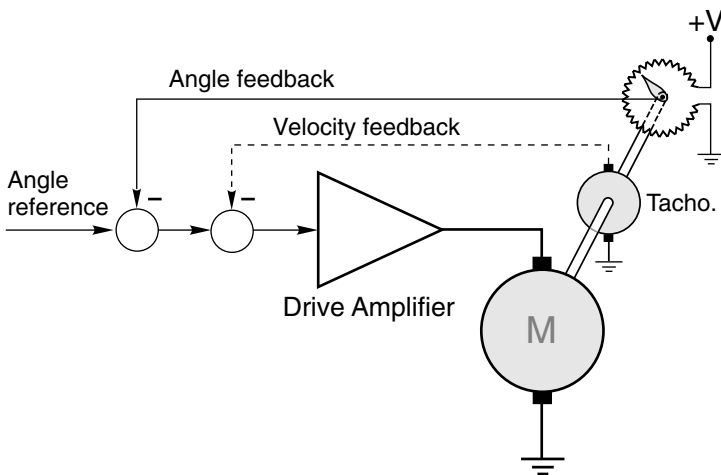 +V
Angle feedback
Velocity feedback
Angle
reference
-
-
Tacho.
Drive Amplifier
M